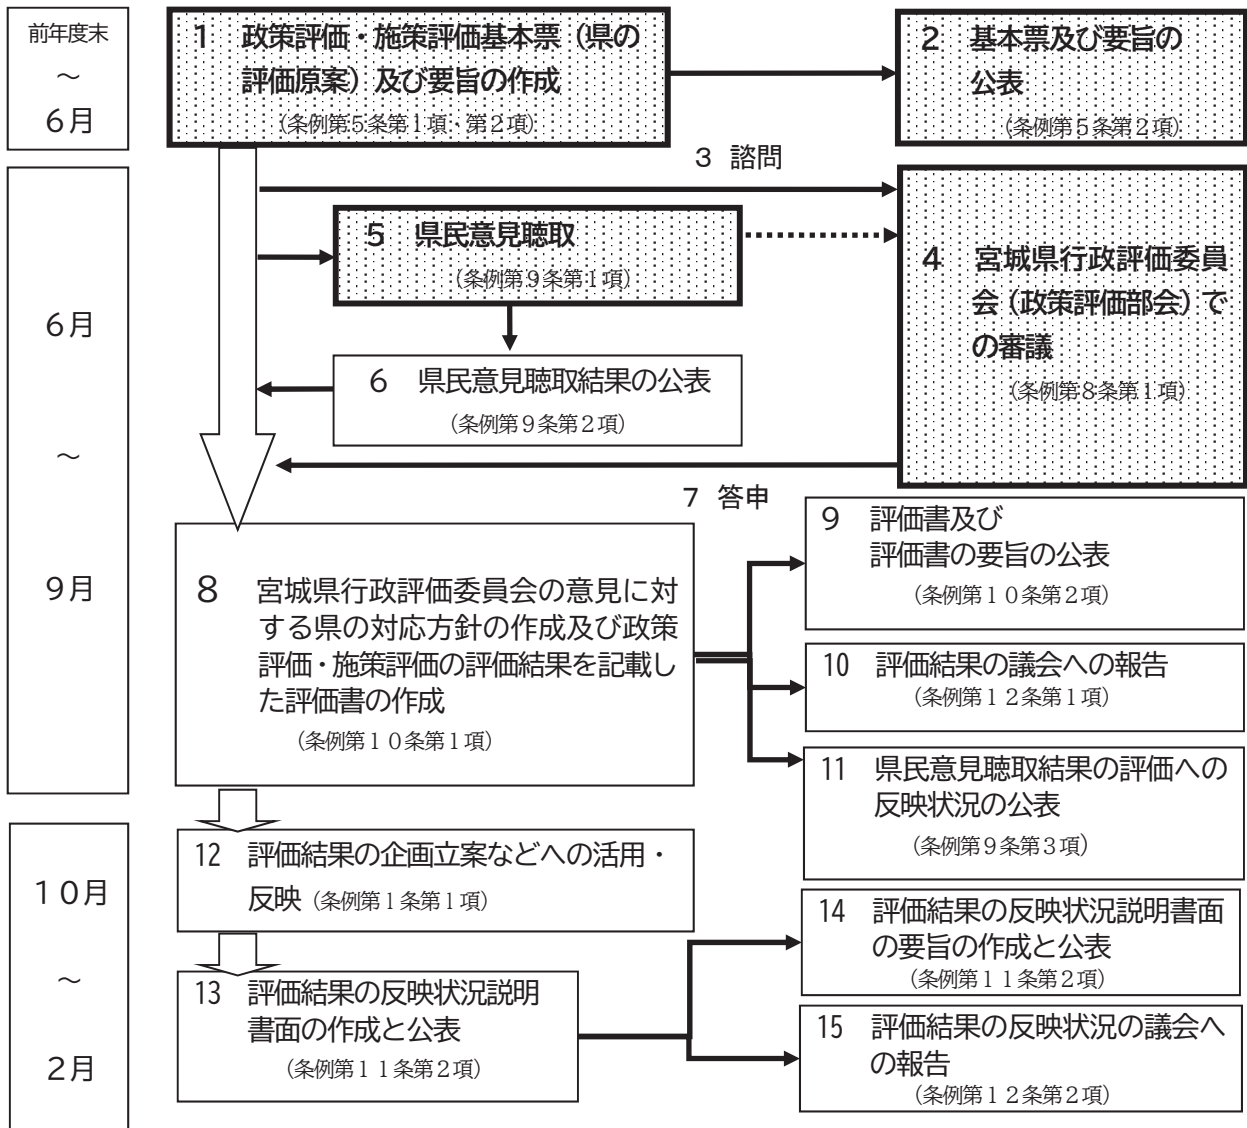 前年度末
～
6月
1 政策評価・施策評価基本票（県の
評価原案）及び要旨の作成
（条例第5条第1項・第2項）
2 基本票及び要旨の
公表
（条例第5条第2項）
3 諮問
6月
～
9月
5 県民意見聴取
（条例第9条第1項）
4 宮城県行政評価委員
会（政策評価部会）で
の審議
（条例第8条第1項）
6 県民意見聴取結果の公表
（条例第9条第2項）
7 答申
8 宮城県行政評価委員会の意見に対
する県の対応方針の作成及び政策
評価・施策評価の評価結果を記載し
た評価書の作成
（条例第10条第1項）
9 評価書及び
評価書の要旨の公表
（条例第10条第2項）
10 評価結果の議会への報告
（条例第12条第1項）
11 県民意見聴取結果の評価への
反映状況の公表
（条例第9条第3項）
10月
～
2月
12 評価結果の企画立案などへの活用・
反映（条例第1条第1項）
13 評価結果の反映状況説明
書面の作成と公表
（条例第11条第2項）
14 評価結果の反映状況説明書面
の要旨の作成と公表
（条例第11条第2項）
15 評価結果の反映状況の議会へ
の報告
（条例第12条第2項）